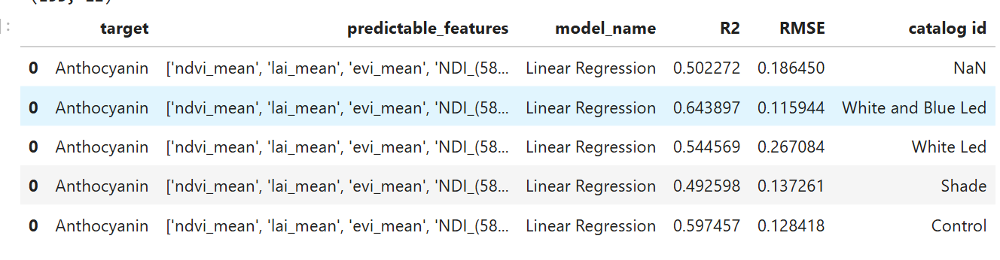 target predictable_features model_name R2 RMSE catalog id
0 Anthocyanin ['ndvi_mean', 'lai_mean', 'evi_mean', 'NDI_(58... Linear Regression 0.502272 0.186450 NaN
0 Anthocyanin ['ndvi_mean', 'lai_mean', 'evi_mean', 'NDI_(58... Linear Regression 0.643897 0.115944 White and Blue Led
0 Anthocyanin ['ndvi_mean', 'lai_mean', 'evi_mean', 'NDI_(58... Linear Regression 0.544569 0.267084 White Led
0 Anthocyanin ['ndvi_mean', 'lai_mean', 'evi_mean', 'NDI_(58... Linear Regression 0.492598 0.137261 Shade
0 Anthocyanin ['ndvi_mean', 'lai_mean', 'evi_mean', 'NDI_(58... Linear Regression 0.597457 0.128418 Control